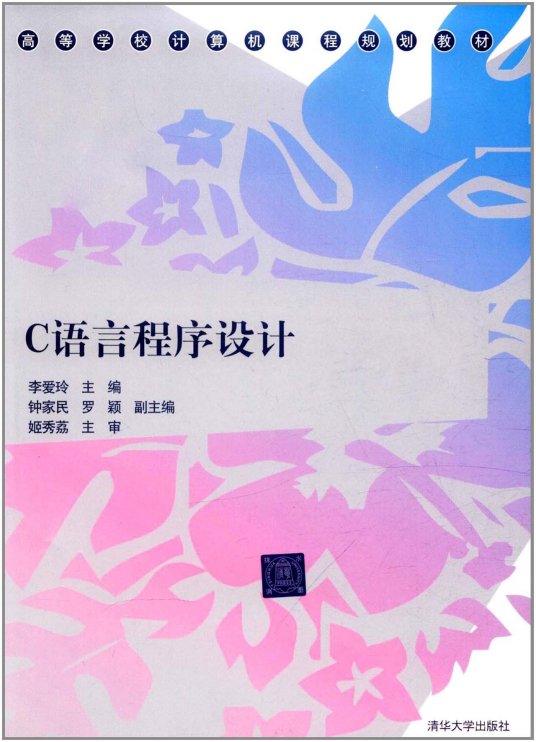 高等学校计算机课程规划教材
C语言程序设计
李爱玲 主 编
钟家民 罗 颖 副主编
姬秀荔 主 审
清华大学出版社